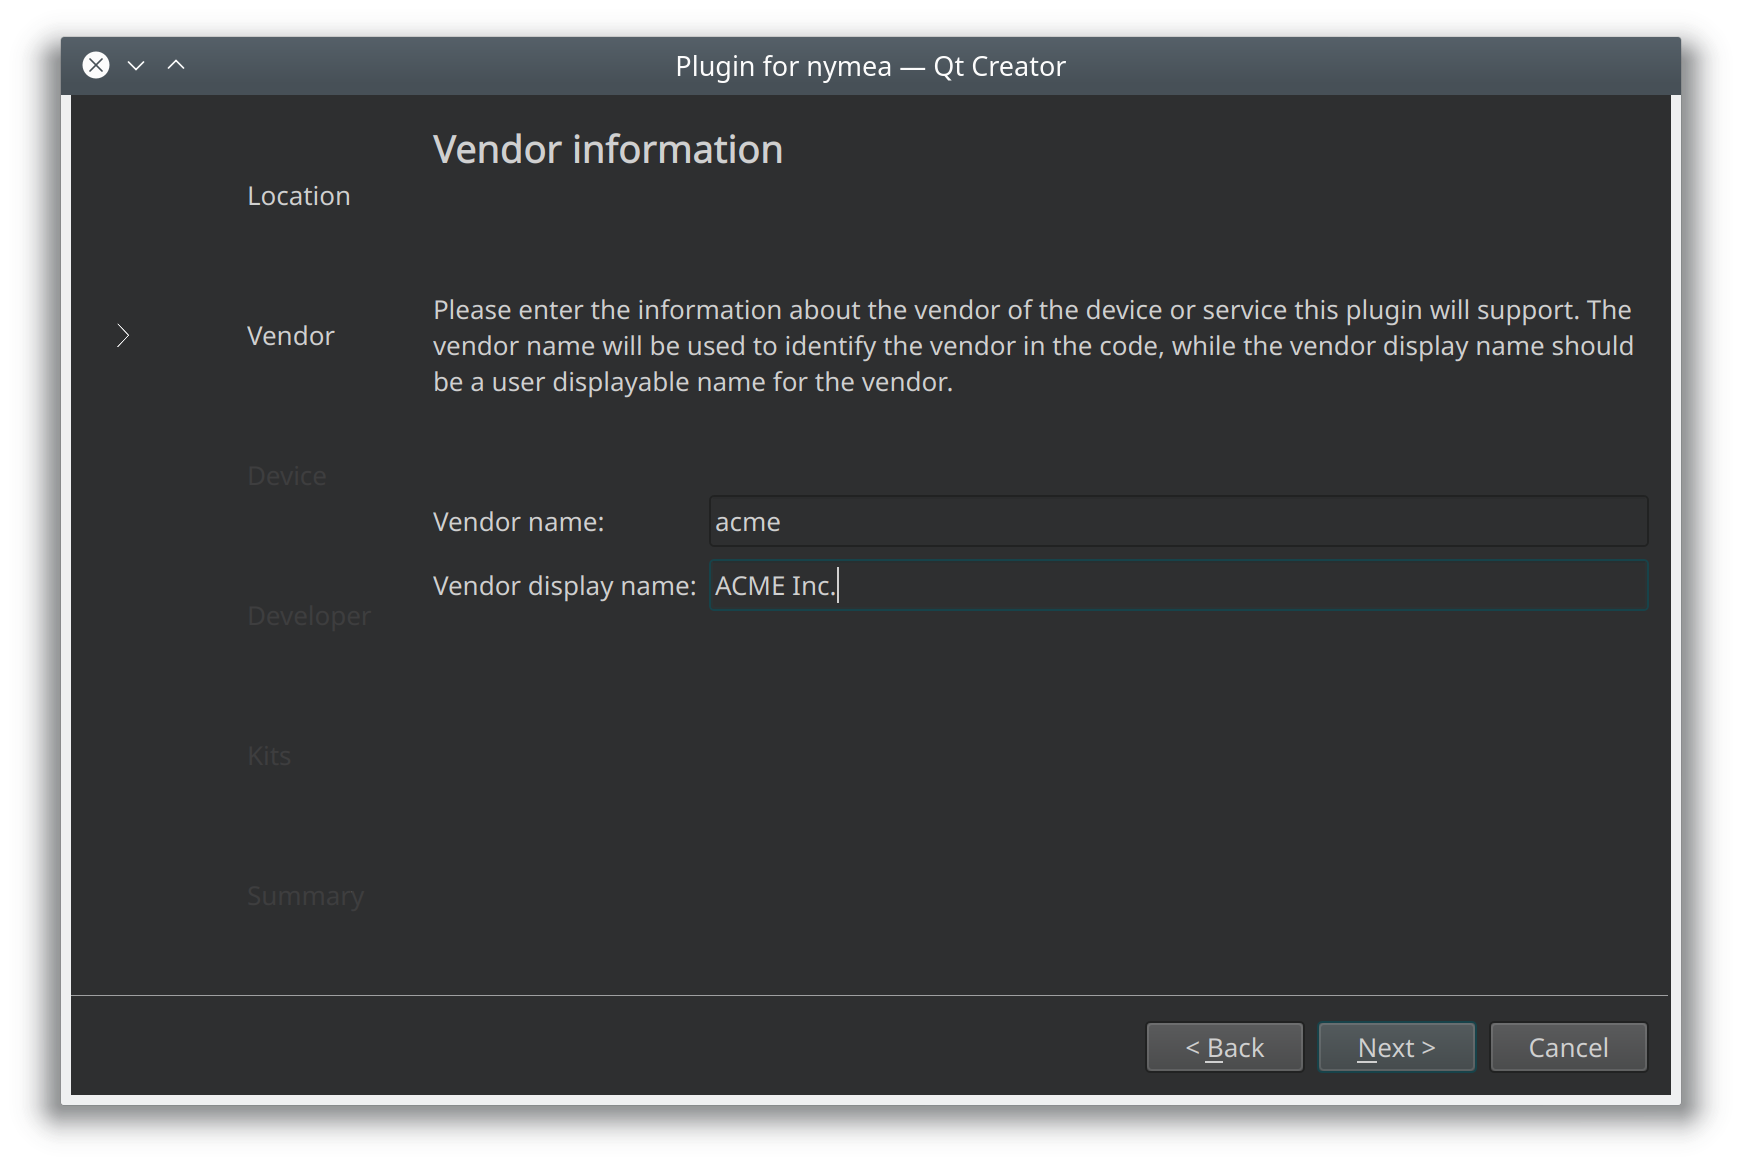 Plugin for nymea — Qt Creator
Vendor information
Location
Vendor
Device
Developer
Kits
Summary
Please enter the information about the vendor of the device or service this plugin will support. The
vendor name will be used to identify the vendor in the code, while the vendor display name should
be a user displayable name for the vendor.
Vendor name: acme
Vendor display name: ACME Inc.
< Back Next > Cancel